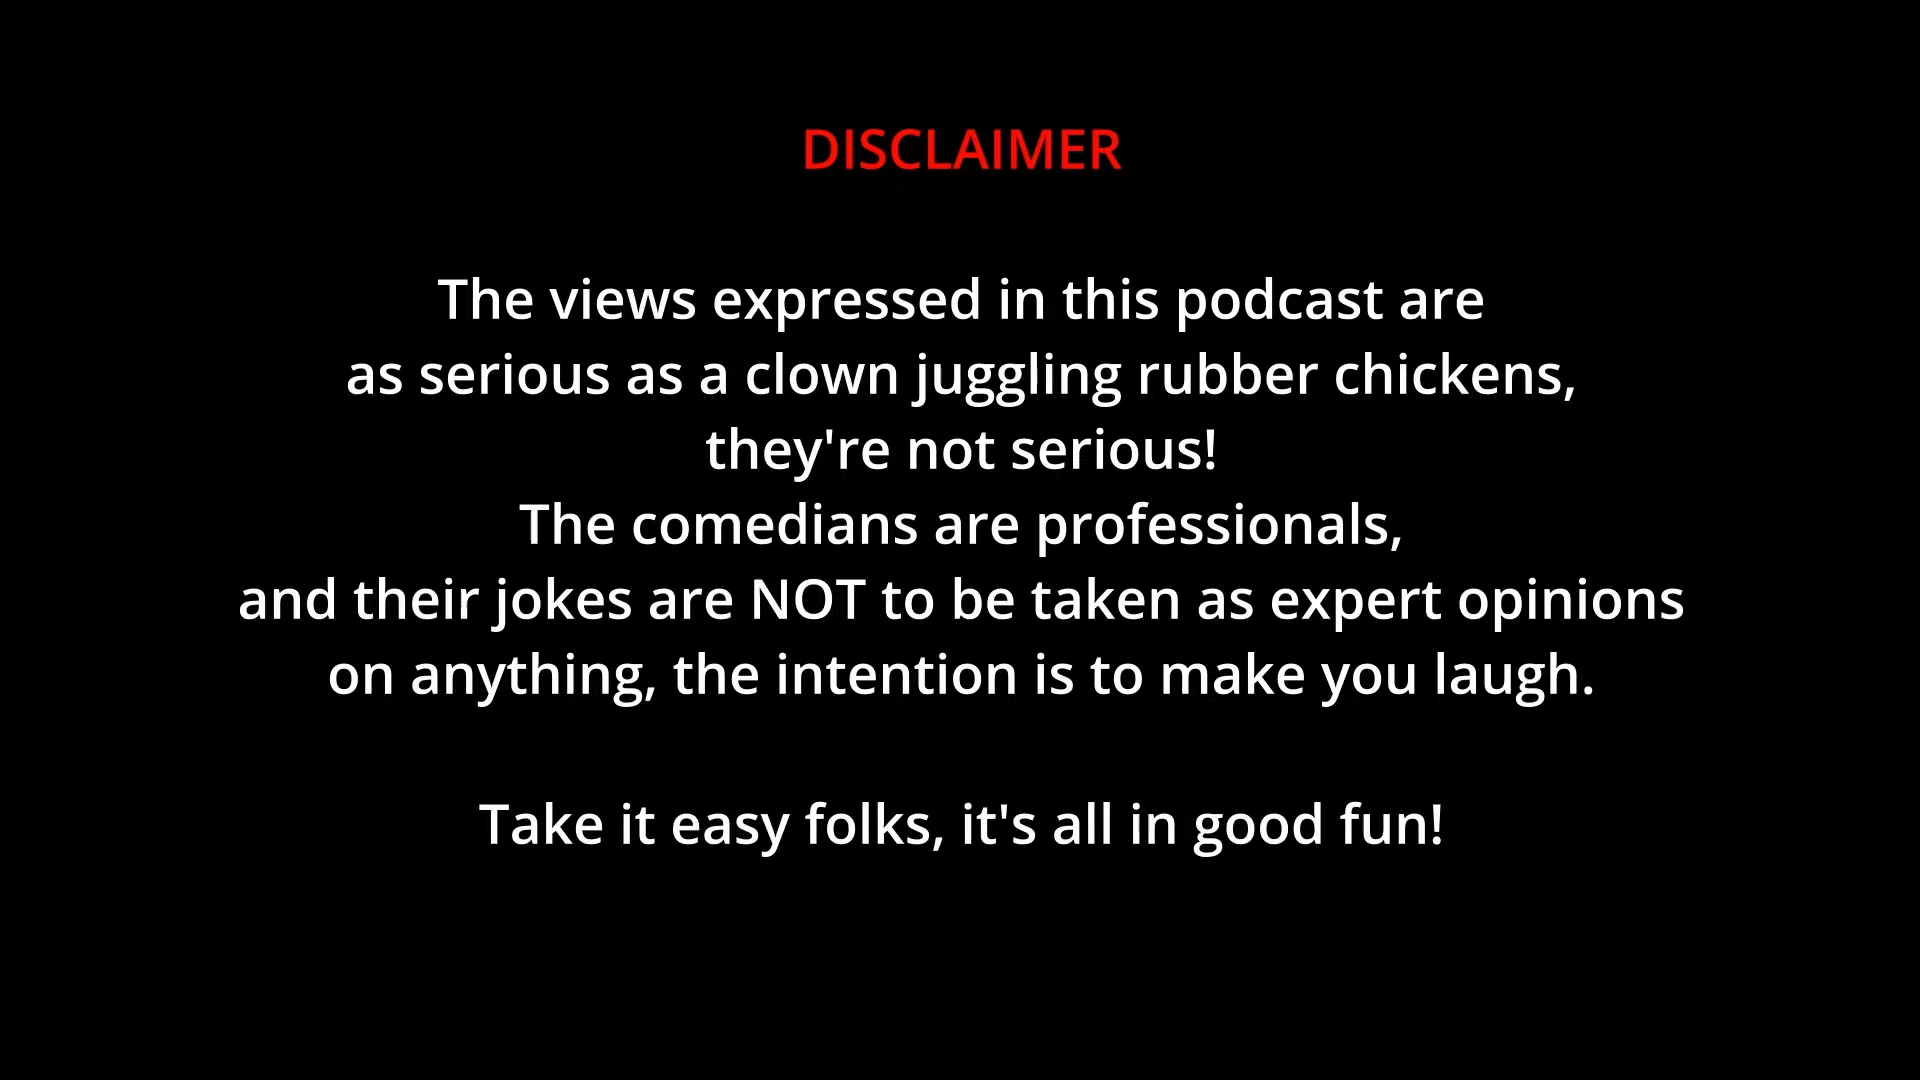 DISCLAIMER
The views expressed in this podcast are
as serious as a clown juggling rubber chickens,
they're not serious!
The comedians are professionals,
and their jokes are NOT to be taken as expert opinions
on anything, the intention is to make you laugh.
Take it easy folks, it's all in good fun!